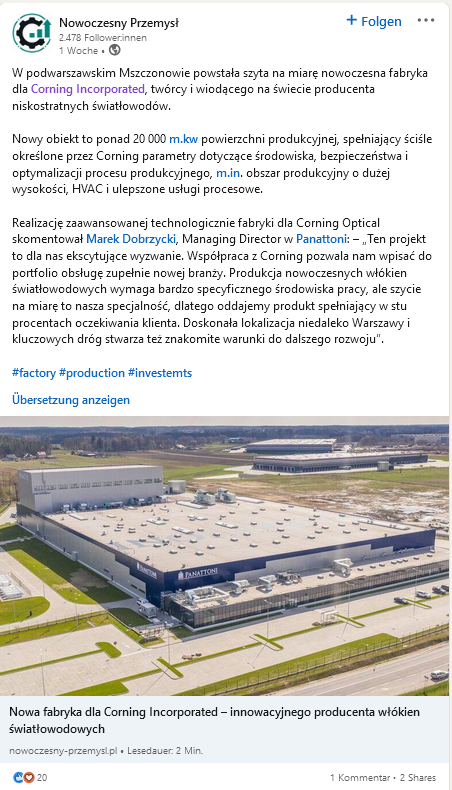 Nowoczesny Przemysł
+ Folgen
2.478 Follower:innen
1 Woche •
W podwarszawskim Mszczonowie powstała szyta na miarę nowoczesna fabryka
dla Corning Incorporated, twórcy i wiodącego na świecie producenta
niskostratnych światłowodów.
Nowy obiekt to ponad 20 000 m.kw powierzchni produkcyjnej, spełniający ściśle
określone przez Corning parametry dotyczące środowiska, bezpieczeństwa i
optymalizacji procesu produkcyjnego, m.in. obszar produkcyjny o dużej
wysokości, HVAC i ulepszone usługi procesowe.
Realizację zaawansowanej technologicznie fabryki dla Corning Optical
skomentował Marek Dobrzycki, Managing Director w Panattoni: – „Ten projekt
to dla nas ekscytujące wyzwanie. Współpraca z Corning pozwala nam wpisać do
portfolio obsługę zupełnie nowej branży. Produkcja nowoczesnych włókien
światłowodowych wymaga bardzo specyficznego środowiska pracy, ale szycie
na miarę to nasza specjalność, dlatego oddajemy produkt spełniający w stu
procentach oczekiwania klienta. Doskonała lokalizacja niedaleko Warszawy i
kluczowych dróg stwarza też znakomite warunki do dalszego rozwoju”.
#factory #production #investemts
Übersetzung anzeigen
PANATTONI
PANATTONI
Nowa fabryka dla Corning Incorporated – innowacyjnego producenta włókien
światłowodowych
nowoczesny-przemysl.pl • Lesedauer: 2 Min.
20
1 Kommentar • 2 Shares